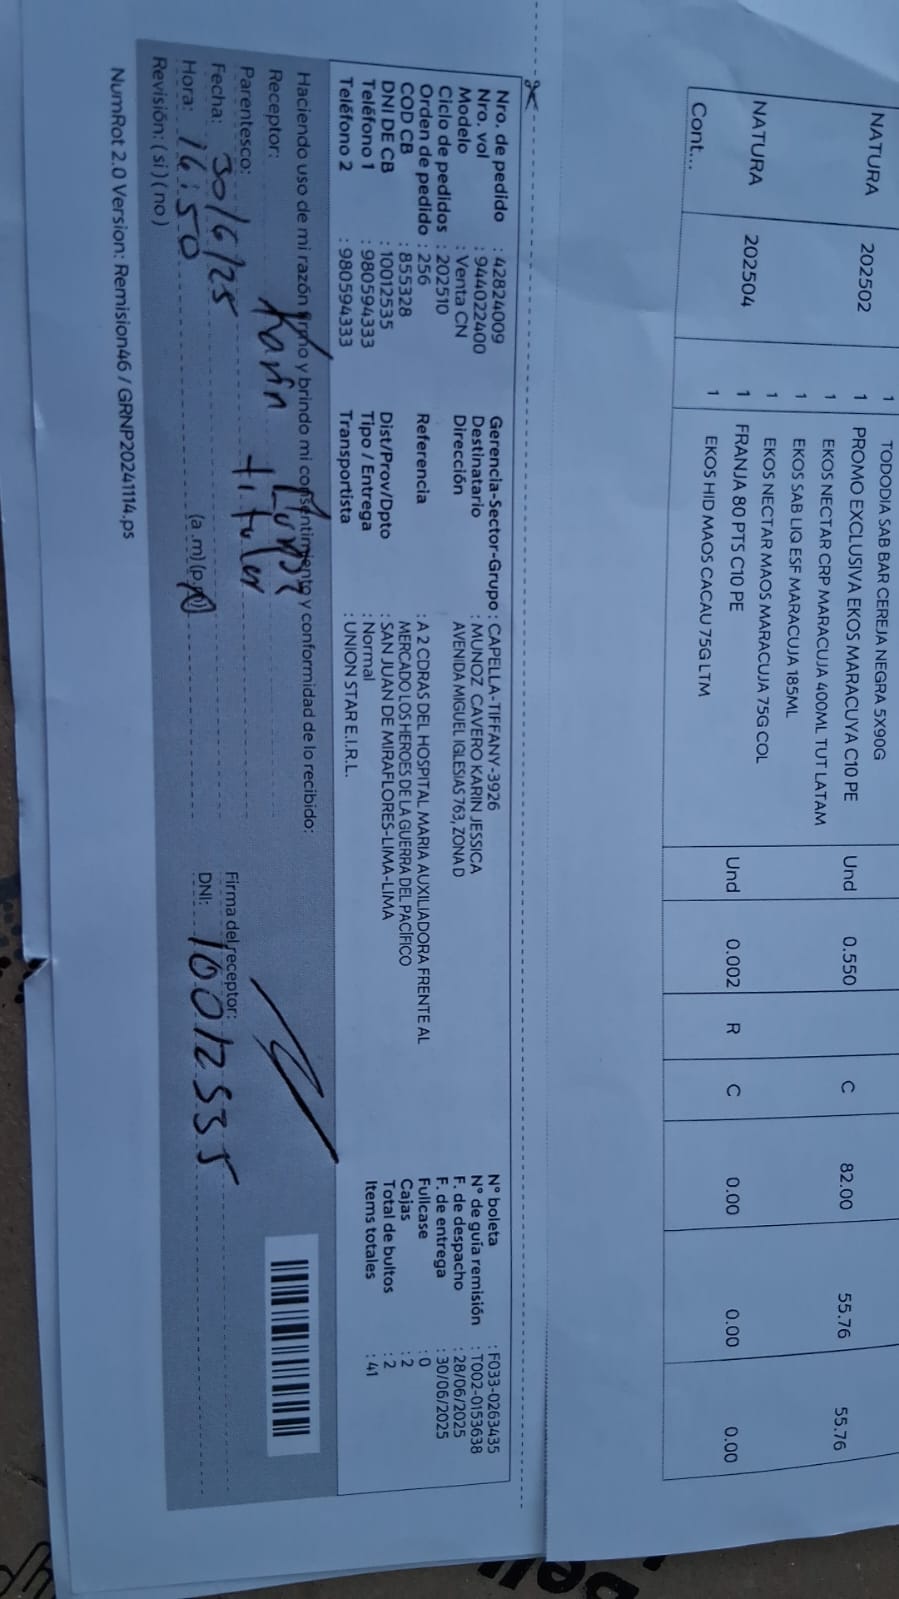 1 TODODIA SAB BAR CEREJA NEGRA 5X90G
NATURA 202502 1 PROMO EXCLUSIVA EKOS MARACUYA C10 PE Und 0.550 C 82.00 55.76 55.76
1 EKOS NECTAR CRP MARACUJA 400ML TUT LATAM
1 EKOS SAB LIQ ESF MARACUJA 185ML
1 EKOS NECTAR MAOS MARACUJA 75G COL
NATURA 202504 1 FRANJA 80 PTS C10 PE Und 0.002 R C 0.00 0.00 0.00
1 EKOS HID MAOS CACAU 75G LTM
Cont...
Nro. de pedido : 42824009 Gerencia-Sector-Grupo : CAPELLA-TIFFANY-3926 N° boleta : F033-0263435
Nro. vol : 944022400 Destinatario : MUNOZ CAVERO KARIN JESSICA N° de guía remisión : T002-0153638
Modelo : Venta CN Dirección AVENIDA MIGUEL IGLESIAS 763, ZONA D F. de despacho : 28/06/2025
Ciclo de pedidos : 202510 F. de entrega : 30/06/2025
Orden de pedido : 256 Referencia : A 2 CDRAS DEL HOSPITAL MARIA AUXILIADORA FRENTE AL Fullcase : 0
COD CB : 855328 MERCADO LOS HEROES DE LA GUERRA DEL PACÍFICO Cajas : 2
DNI DE CB : 10012535 Dist/Prov/Dpto : SAN JUAN DE MIRAFLORES-LIMA-LIMA Total de bultos : 2
Teléfono 1 : 980594333 Tipo / Entrega : Normal Items totales : 41
Teléfono 2 : 980594333 Transportista : UNION STAR E.I.R.L.
Haciendo uso de mi razón firmo y brindo mi consentimiento y conformidad de lo recibido:
Receptor: Karin
Parentesco: titular
Fecha: 30/6/25 Firma del receptor:
Hora: 16:50 (a.m) (p.m) DNI: 10012535
Revisión: ( si ) ( no )
NumRot 2.0 Version: Remision46 / GRNP20241114.ps